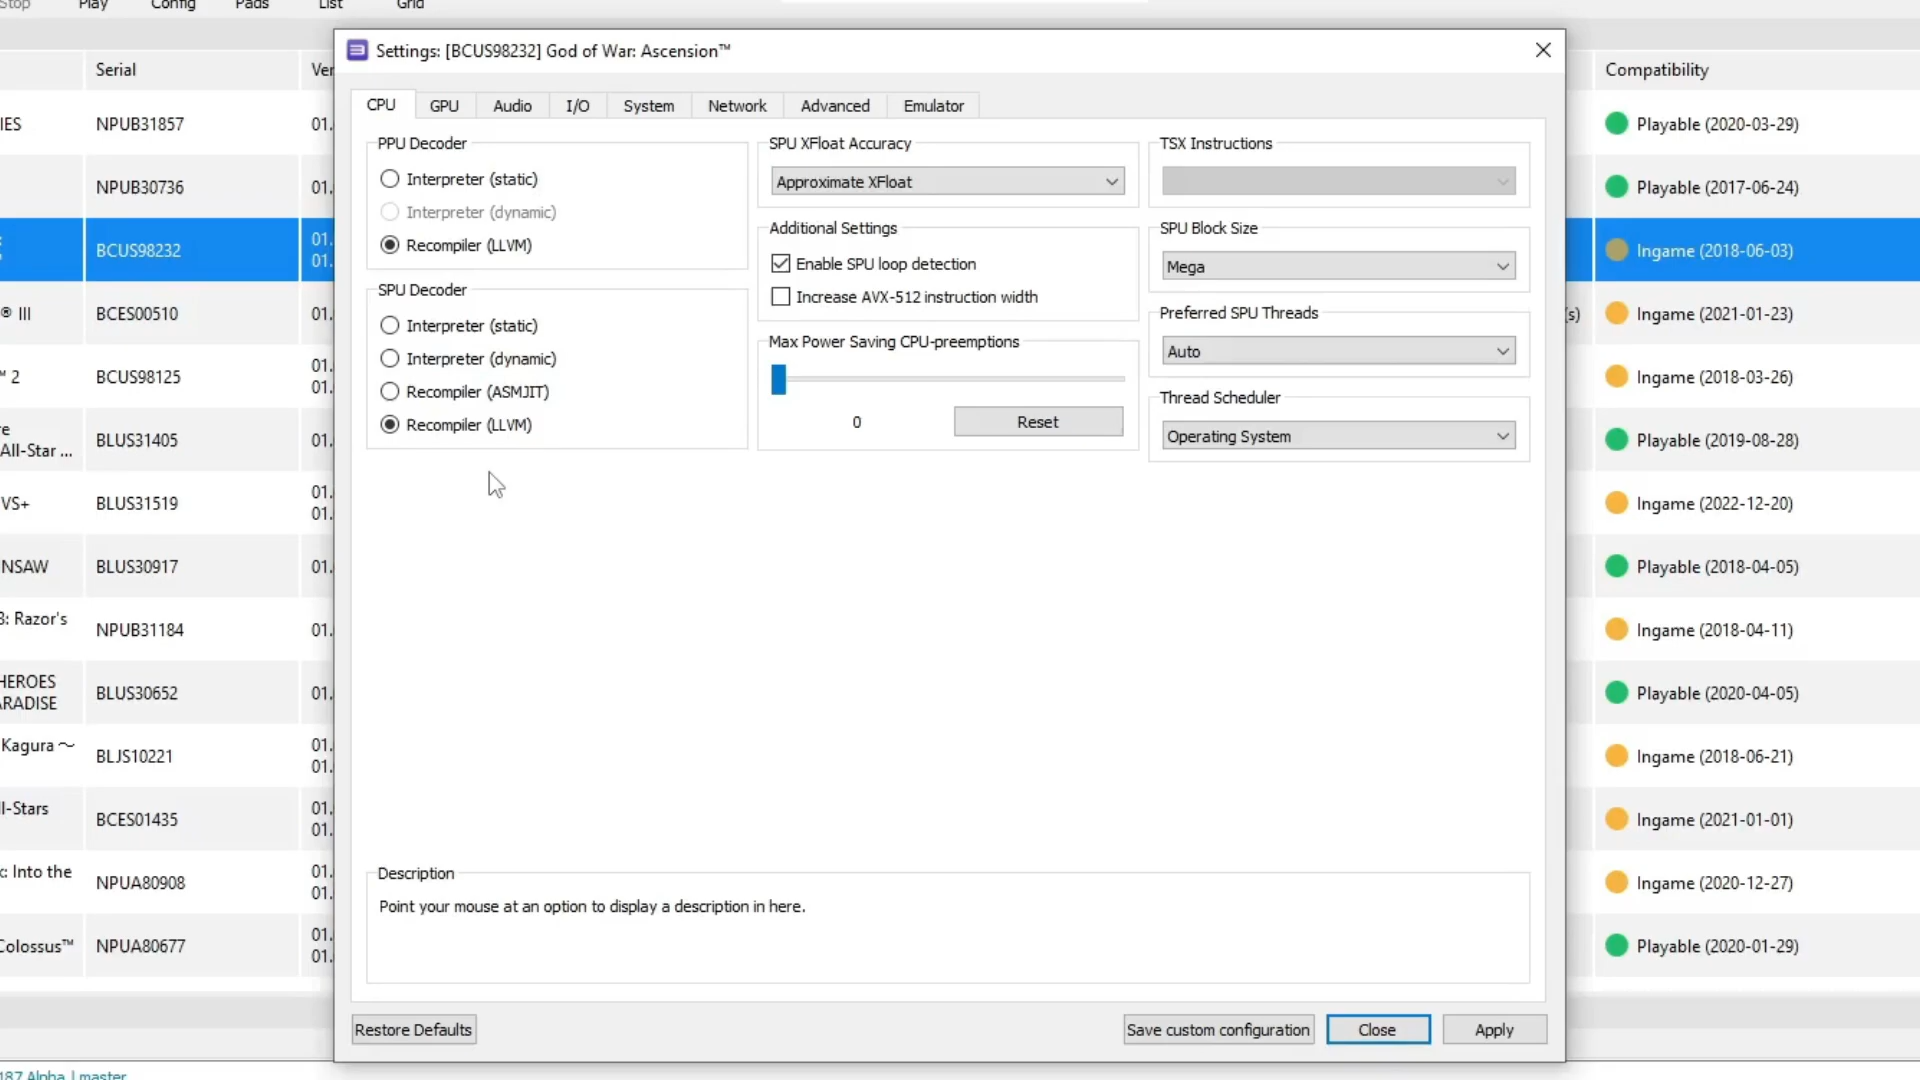 Stop Play Config Pads List Grid
Settings: [BCUS98232] God of War: Ascension™
Serial Ver Compatibility
CPU GPU Audio I/O System Network Advanced Emulator
PPU Decoder
Interpreter (static)
Interpreter (dynamic)
Recompiler (LLVM)
SPU Decoder
Interpreter (static)
Interpreter (dynamic)
Recompiler (ASMJIT)
Recompiler (LLVM)
SPU XFloat Accuracy
Approximate XFloat
Additional Settings
Enable SPU loop detection
Increase AVX-512 instruction width
Max Power Saving CPU-preemptions
0 Reset
TSX Instructions
SPU Block Size
Mega
Preferred SPU Threads
Auto
Thread Scheduler
Operating System
Description
Point your mouse at an option to display a description in here.
Restore Defaults Save custom configuration Close Apply
IES NPUB31857 01. Playable (2020-03-29)
NPUB30736 01. Playable (2017-06-24)
BCUS98232 01. Ingame (2018-06-03)
01.
® III BCES00510 01. (s) Ingame (2021-01-23)
™ 2 BCUS98125 01. Ingame (2018-03-26)
01.
re
All-Star ... BLUS31405 01. Playable (2019-08-28)
VS+ BLUS31519 01. Ingame (2022-12-20)
01.
NSAW BLUS30917 01. Playable (2018-04-05)
3: Razor's
NPUB31184 01. Ingame (2018-04-11)
HEROES
ARADISE BLUS30652 01. Playable (2020-04-05)
Kagura ～ BLJS10221 01. Ingame (2018-06-21)
01.
ll-Stars BCES01435 01. Ingame (2021-01-01)
01.
: Into the NPUA80908 01. Ingame (2020-12-27)
01.
Colossus™ NPUA80677 01. Playable (2020-01-29)
01.
187 Alpha | master